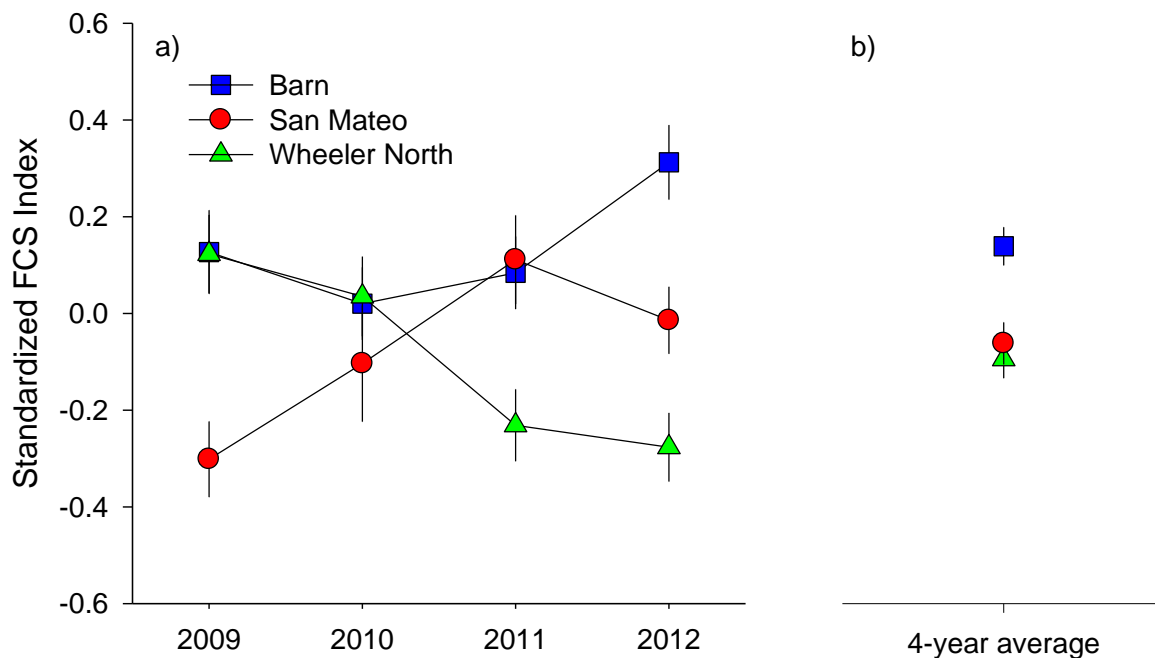 a)
b)
Barn
San Mateo
Wheeler North
Standardized FCS Index
0.6
0.4
0.2
0.0
-0.2
-0.4
-0.6
2009 2010 2011 2012
4-year average